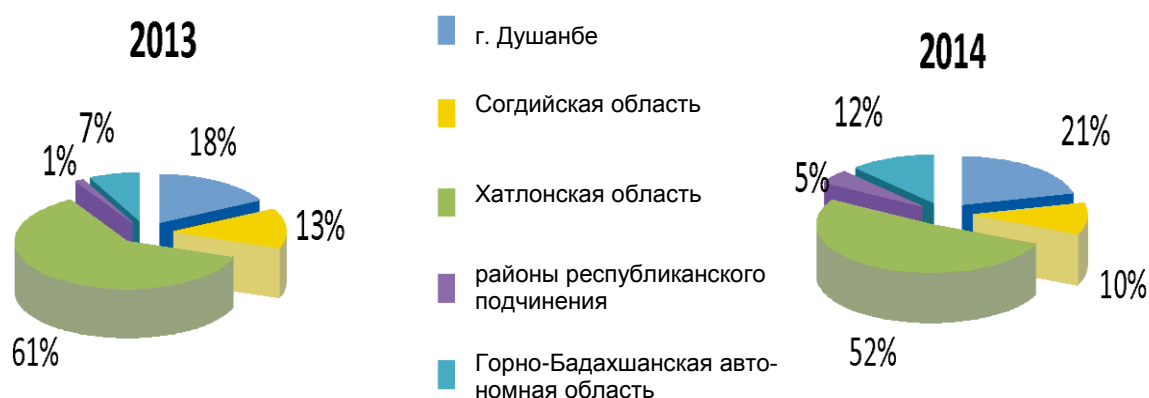 2013
7%
18%
1%
13%
61%
г. Душанбе
Согдийская область
Хатлонская область
районы республиканского
подчинения
Горно-Бадахшанская авто-
номная область
2014
12%
21%
5%
10%
52%